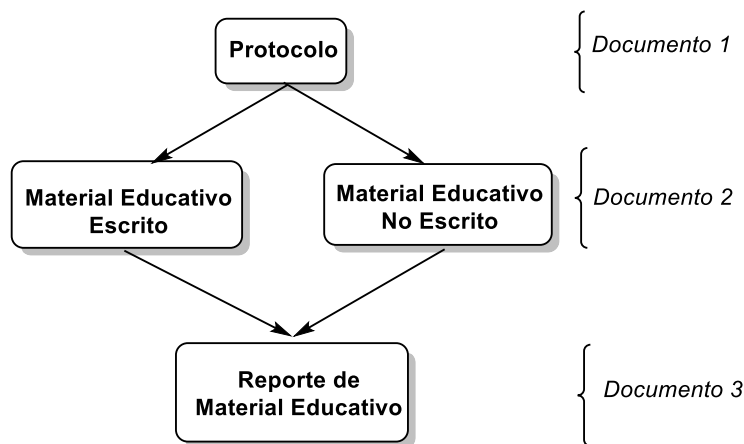 Protocolo
Documento 1
Material Educativo
Escrito
Material Educativo
No Escrito
Documento 2
Reporte de
Material Educativo
Documento 3